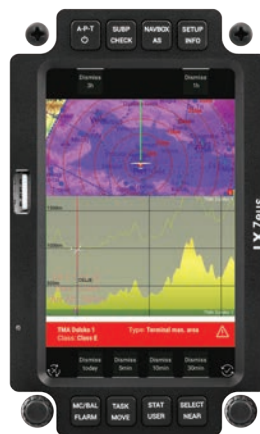 A-P-T
SUBP
CHECK
NAVBOX
AS
SETUP
INFO
Dismiss
3h
Dismiss
1h
LX Zeus
TMA Dolsko 1
Class: Class E
Type: Terminal man. area
Dismiss
today
Dismiss
5min
Dismiss
10min
Dismiss
30min
MC/BAL
FLARM
TASK
MOVE
STAT
USER
SELECT
NEAR